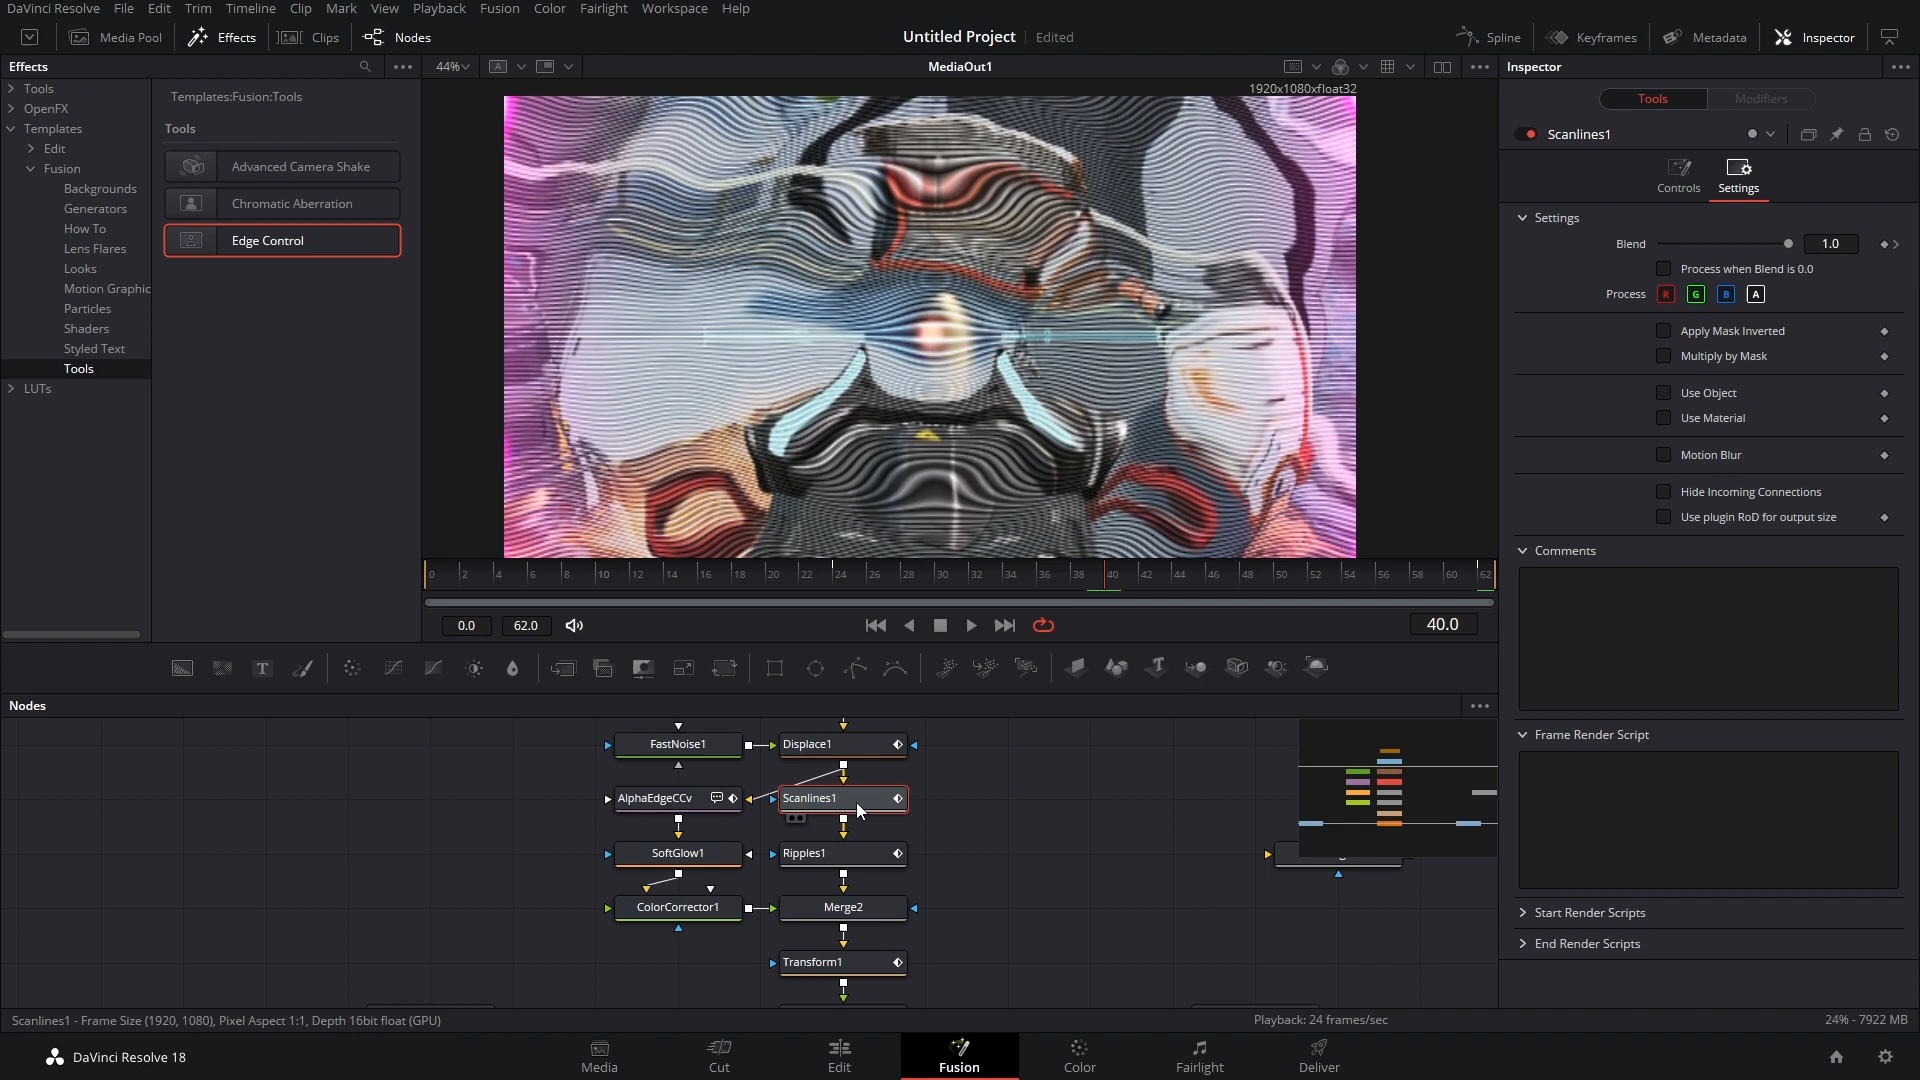 DaVinci Resolve File Edit Trim Timeline Clip Mark View Playback Fusion Color Fairlight Workspace Help
Media Pool Effects Clips Nodes Untitled Project Edited Spline Keyframes Metadata Inspector
Effects
44% A MediaOut1
Inspector
1920x1080xfloat32
Tools
OpenFX
Templates
Edit
Fusion
Backgrounds
Generators
How To
Lens Flares
Looks
Motion Graphic
Particles
Shaders
Styled Text
Tools
LUTs
Templates:Fusion:Tools
Tools
Advanced Camera Shake
Chromatic Aberration
Edge Control
Tools Modifiers
Scanlines1
Controls Settings
Settings
Blend 1.0
Process when Blend is 0.0
Process R G B A
Apply Mask Inverted
Multiply by Mask
Use Object
Use Material
Motion Blur
Hide Incoming Connections
Use plugin RoD for output size
Comments
Frame Render Script
Start Render Scripts
End Render Scripts
0 2 4 6 8 10 12 14 16 18 20 22 24 26 28 30 32 34 36 38 40 42 44 46 48 50 52 54 56 58 60 62
0.0 62.0 40.0
T
Nodes
FastNoise1 Displace1
AlphaEdgeCCv Scanlines1
SoftGlow1 Ripples1
ColorCorrector1 Merge2
Transform1
Scanlines1 - Frame Size (1920, 1080), Pixel Aspect 1:1, Depth 16bit float (GPU) Playback: 24 frames/sec 24% - 7922 MB
DaVinci Resolve 18 Media Cut Edit Fusion Color Fairlight Deliver